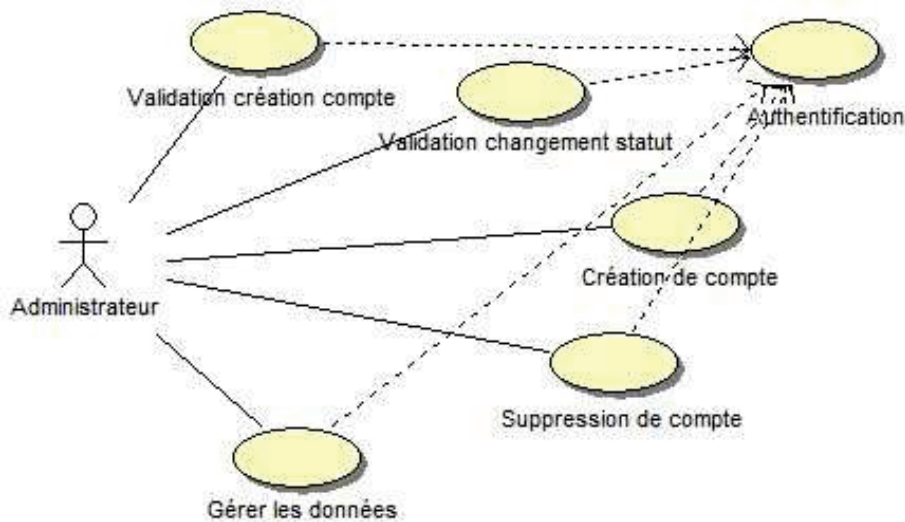 Validation création compte
Authentification
Validation changement statut
Création de compte
Administrateur
Suppression de compte
Gérer les données